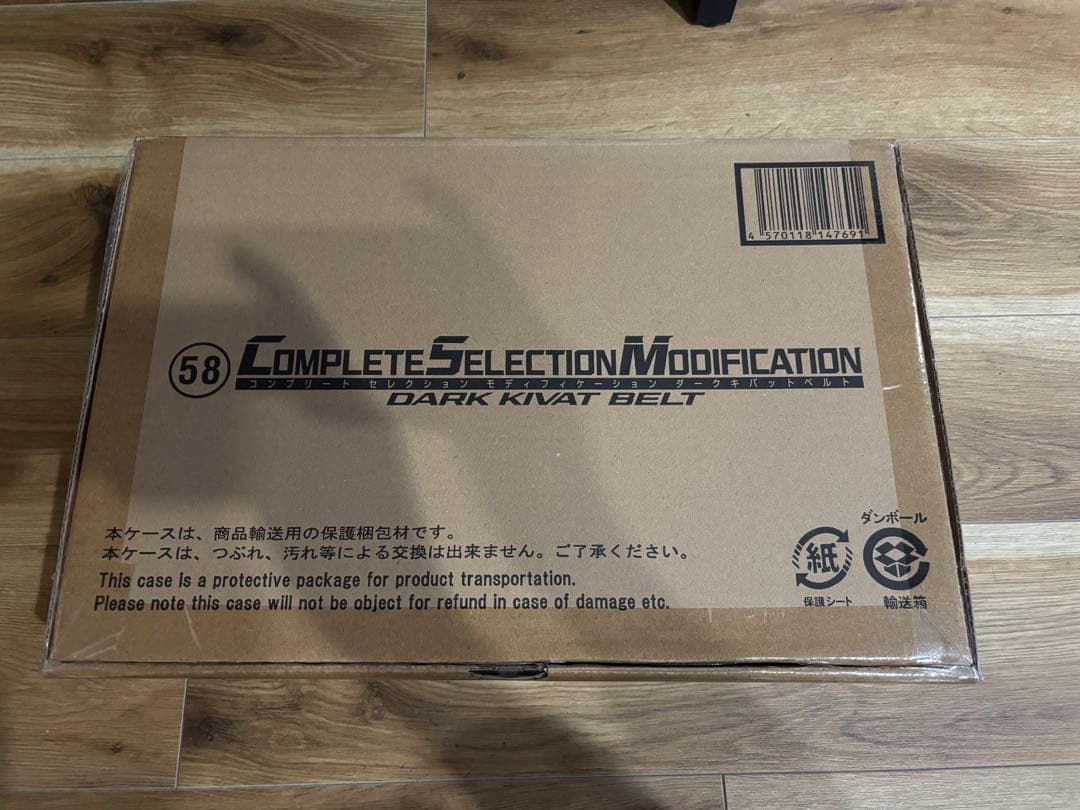 4 570118 147691
58
COMPLETE SELECTION MODIFICATION
コンプリート セレクション モディフィケーション ダークキバットベルト
DARK KIVAT BELT
本ケースは、商品輸送用の保護梱包材です。
本ケースは、つぶれ、汚れ等による交換は出来ません。ご了承ください。
This case is a protective package for product transportation.
Please note this case will not be object for refund in case of damage etc.
紙
保護シート
ダンボール
輸送箱